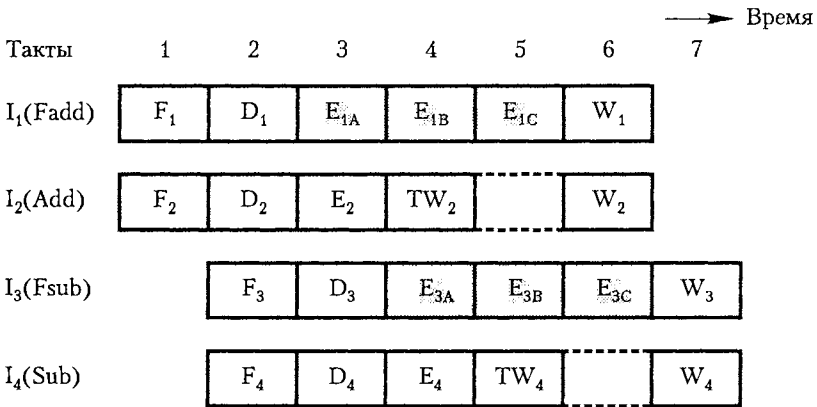 Время
Такты 1 2 3 4 5 6 7
I₁(Fadd) F₁ D₁ E₁A E₁B E₁C W₁
I₂(Add) F₂ D₂ E₂ TW₂ W₂
I₃(Fsub) F₃ D₃ E₃A E₃B E₃C W₃
I₄(Sub) F₄ D₄ E₄ TW₄ W₄